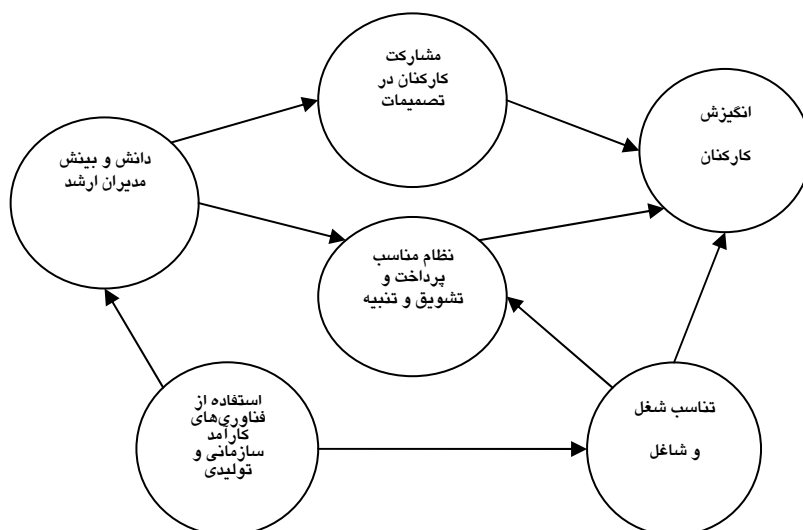 مشارکت
کارکنان در
تصمیمات
انگیزش
کارکنان
دانش و بینش
مدیران ارشد
نظام مناسب
پرداخت و
تشویق و تنبیه
استفاده از
فناوری‌های
کارآمد
سازمانی و
تولیدی
تناسب شغل
و شاغل